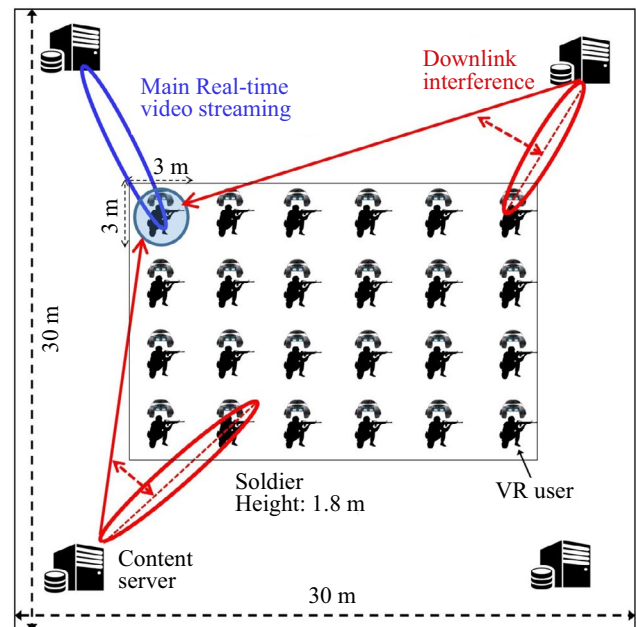 Downlink
interference
Main Real-time
video streaming
3 m
3 m
30 m
Soldier
Height: 1.8 m
VR user
Content
server
30 m